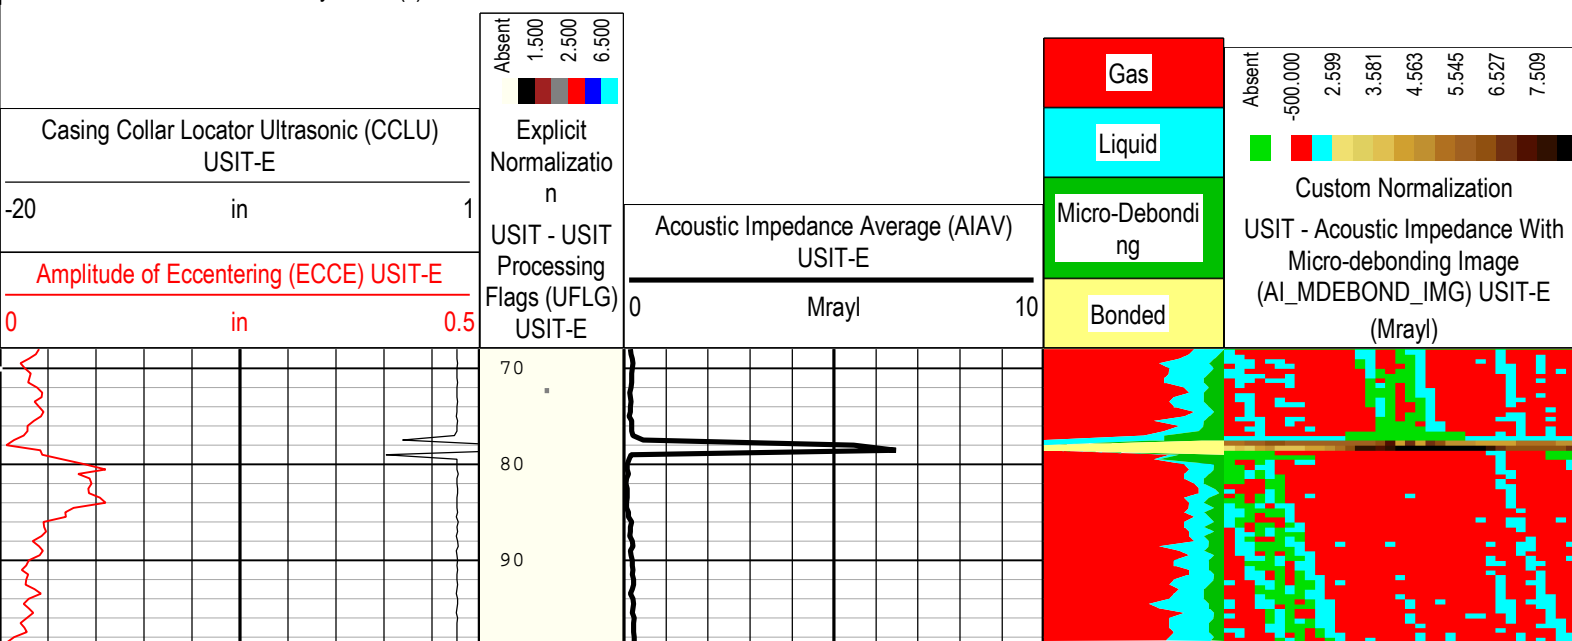 Casing Collar Locator Ultrasonic (CCLU)
USIT-E
-20 in 1
Amplitude of Eccentering (ECCE) USIT-E
0 in 0.5
Absent
1.500
2.500
6.500
Explicit
Normalizatio
n
USIT - USIT
Processing
Flags (UFLG)
USIT-E
Acoustic Impedance Average (AIAV)
USIT-E
0 Mrayl 10
Gas
Liquid
Micro-Debondi
ng
Bonded
Absent
-500.000
2.599
3.581
4.563
5.545
6.527
7.509
Custom Normalization
USIT - Acoustic Impedance With
Micro-debonding Image
(AI_MDEBOND_IMG) USIT-E
(Mrayl)
70
80
90